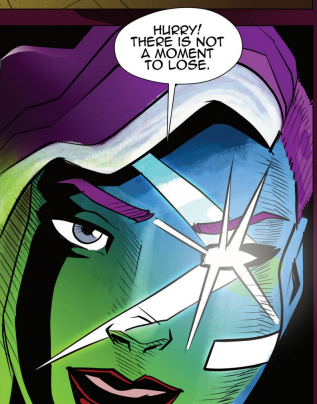 HURRY!
THERE IS NOT
A MOMENT
TO LOSE.